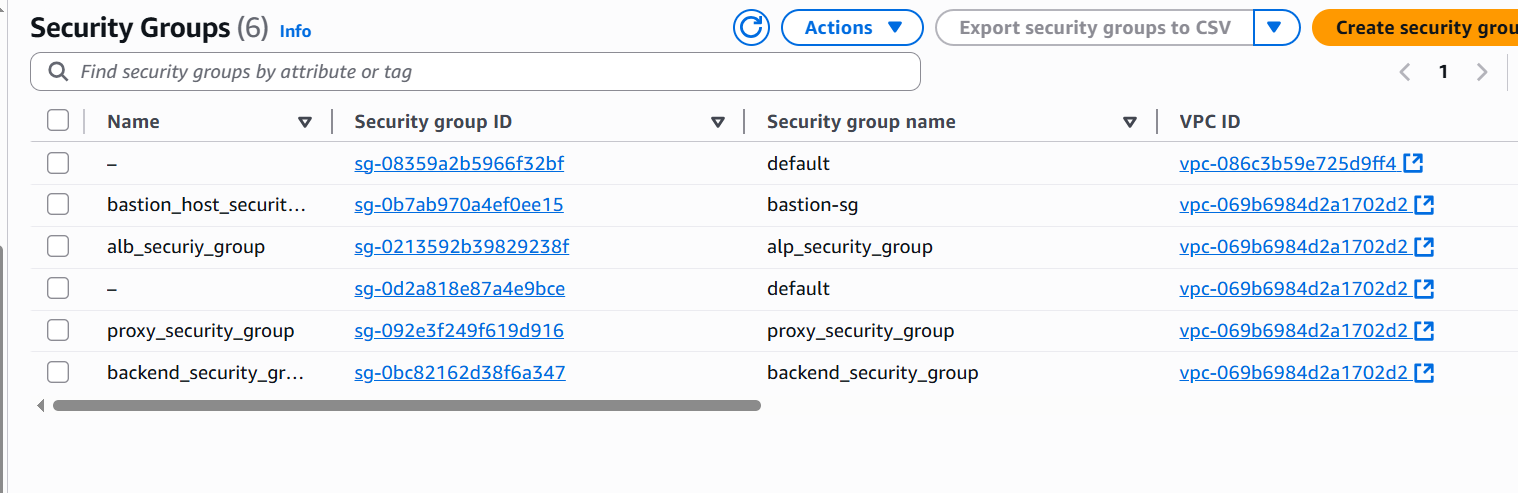 Security Groups (6) Info Actions Export security groups to CSV Create security grou
Find security groups by attribute or tag 1
Name Security group ID Security group name VPC ID
– sg-08359a2b5966f32bf default vpc-086c3b59e725d9ff4
bastion_host_securit... sg-0b7ab970a4ef0ee15 bastion-sg vpc-069b6984d2a1702d2
alb_securiy_group sg-0213592b39829238f alp_security_group vpc-069b6984d2a1702d2
– sg-0d2a818e87a4e9bce default vpc-069b6984d2a1702d2
proxy_security_group sg-092e3f249f619d916 proxy_security_group vpc-069b6984d2a1702d2
backend_security_gr... sg-0bc82162d38f6a347 backend_security_group vpc-069b6984d2a1702d2